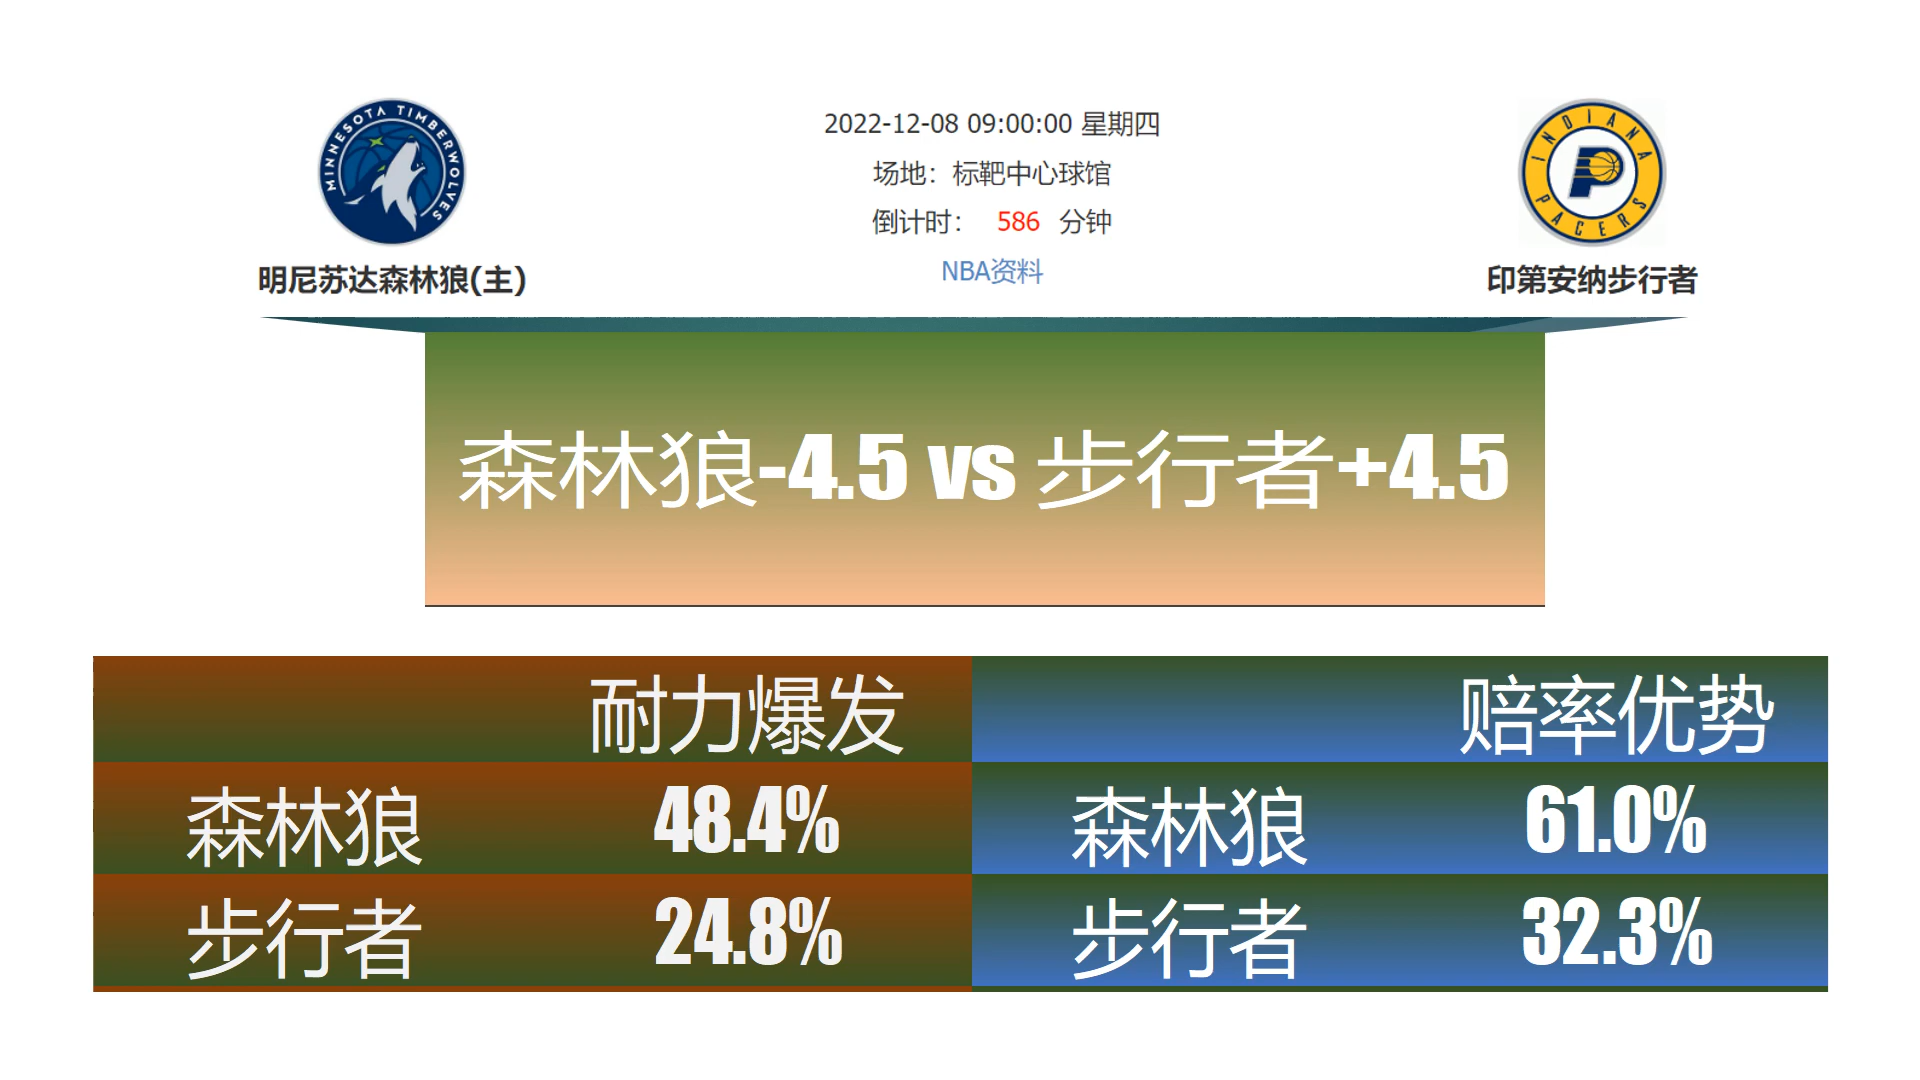 MINNESOTA TIMBERWOLVES
明尼苏达森林狼(主)
2022-12-08 09:00:00 星期四
场地：标靶中心球馆
倒计时： 586 分钟
NBA资料
INDIANA PACERS
印第安纳步行者
森林狼-4.5 vs 步行者+4.5
耐力爆发 赔率优势
森林狼 48.4% 森林狼 61.0%
步行者 24.8% 步行者 32.3%